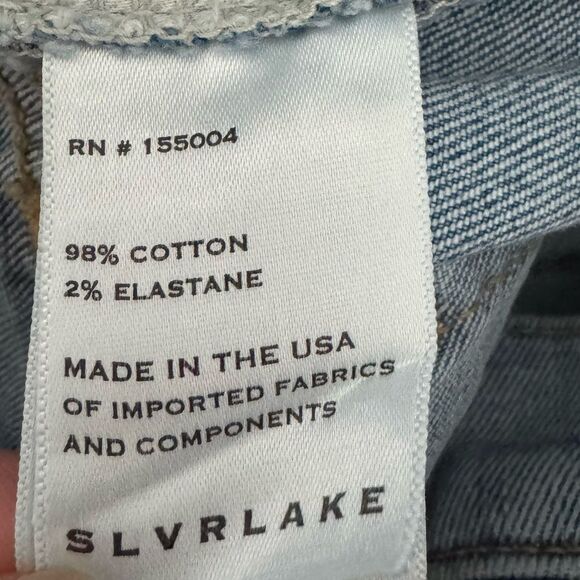 RN # 155004
98% COTTON
2% ELASTANE
MADE IN THE USA
OF IMPORTED FABRICS
AND COMPONENTS
SLVRLAKE